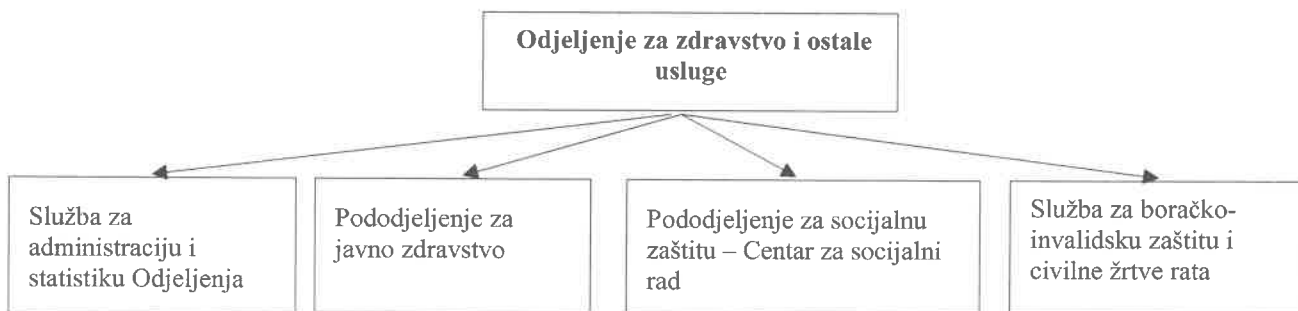 Odjeljenje za zdravstvo i ostale
usluge
Služba za
administraciju i
statistiku Odjeljenja
Pododjeljenje za
javno zdravstvo
Pododjeljenje za socijalnu
zaštitu – Centar za socijalni
rad
Služba za boračko-
invalidsku zaštitu i
civilne žrtve rata